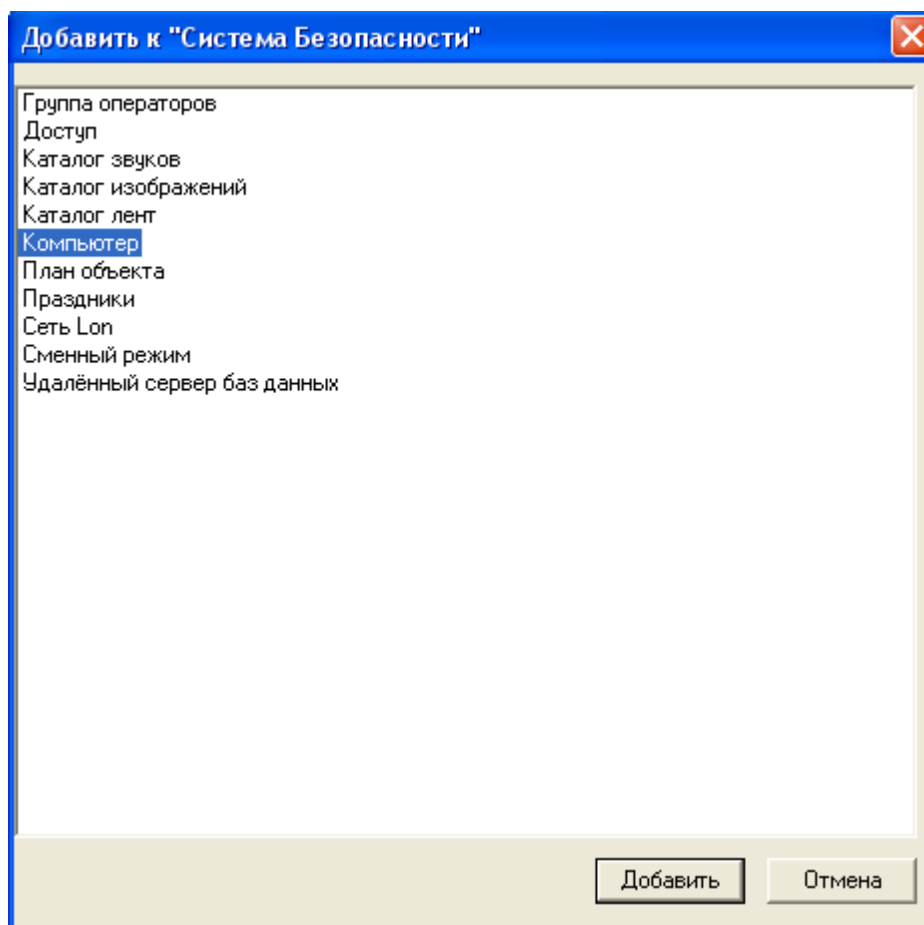 Добавить к "Система Безопасности"
Группа операторов
Доступ
Каталог звуков
Каталог изображений
Каталог лент
Компьютер
План объекта
Праздники
Сеть Lon
Сменный режим
Удалённый сервер баз данных
Добавить
Отмена